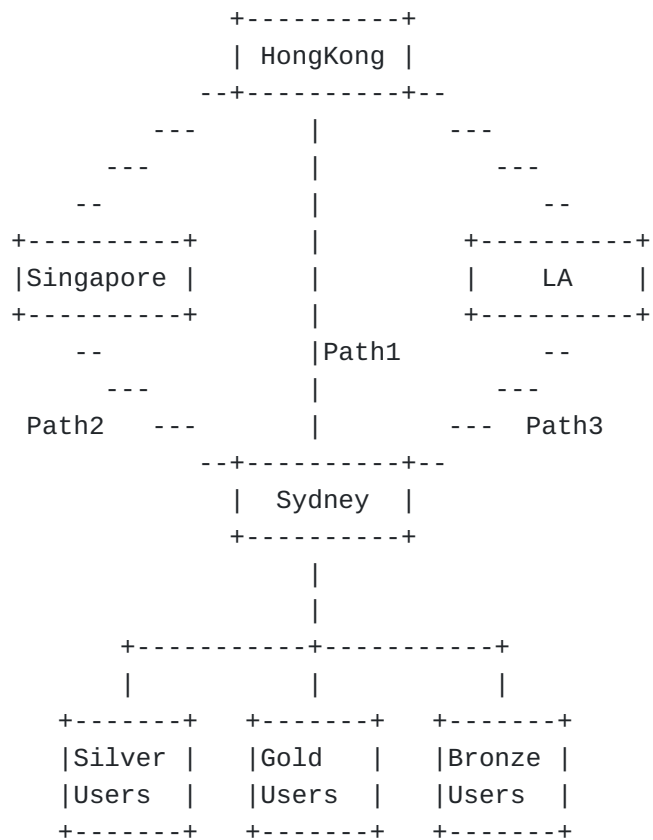 HongKong
Singapore LA
Path1
Path2 Path3
Sydney
Silver Gold Bronze
Users Users Users